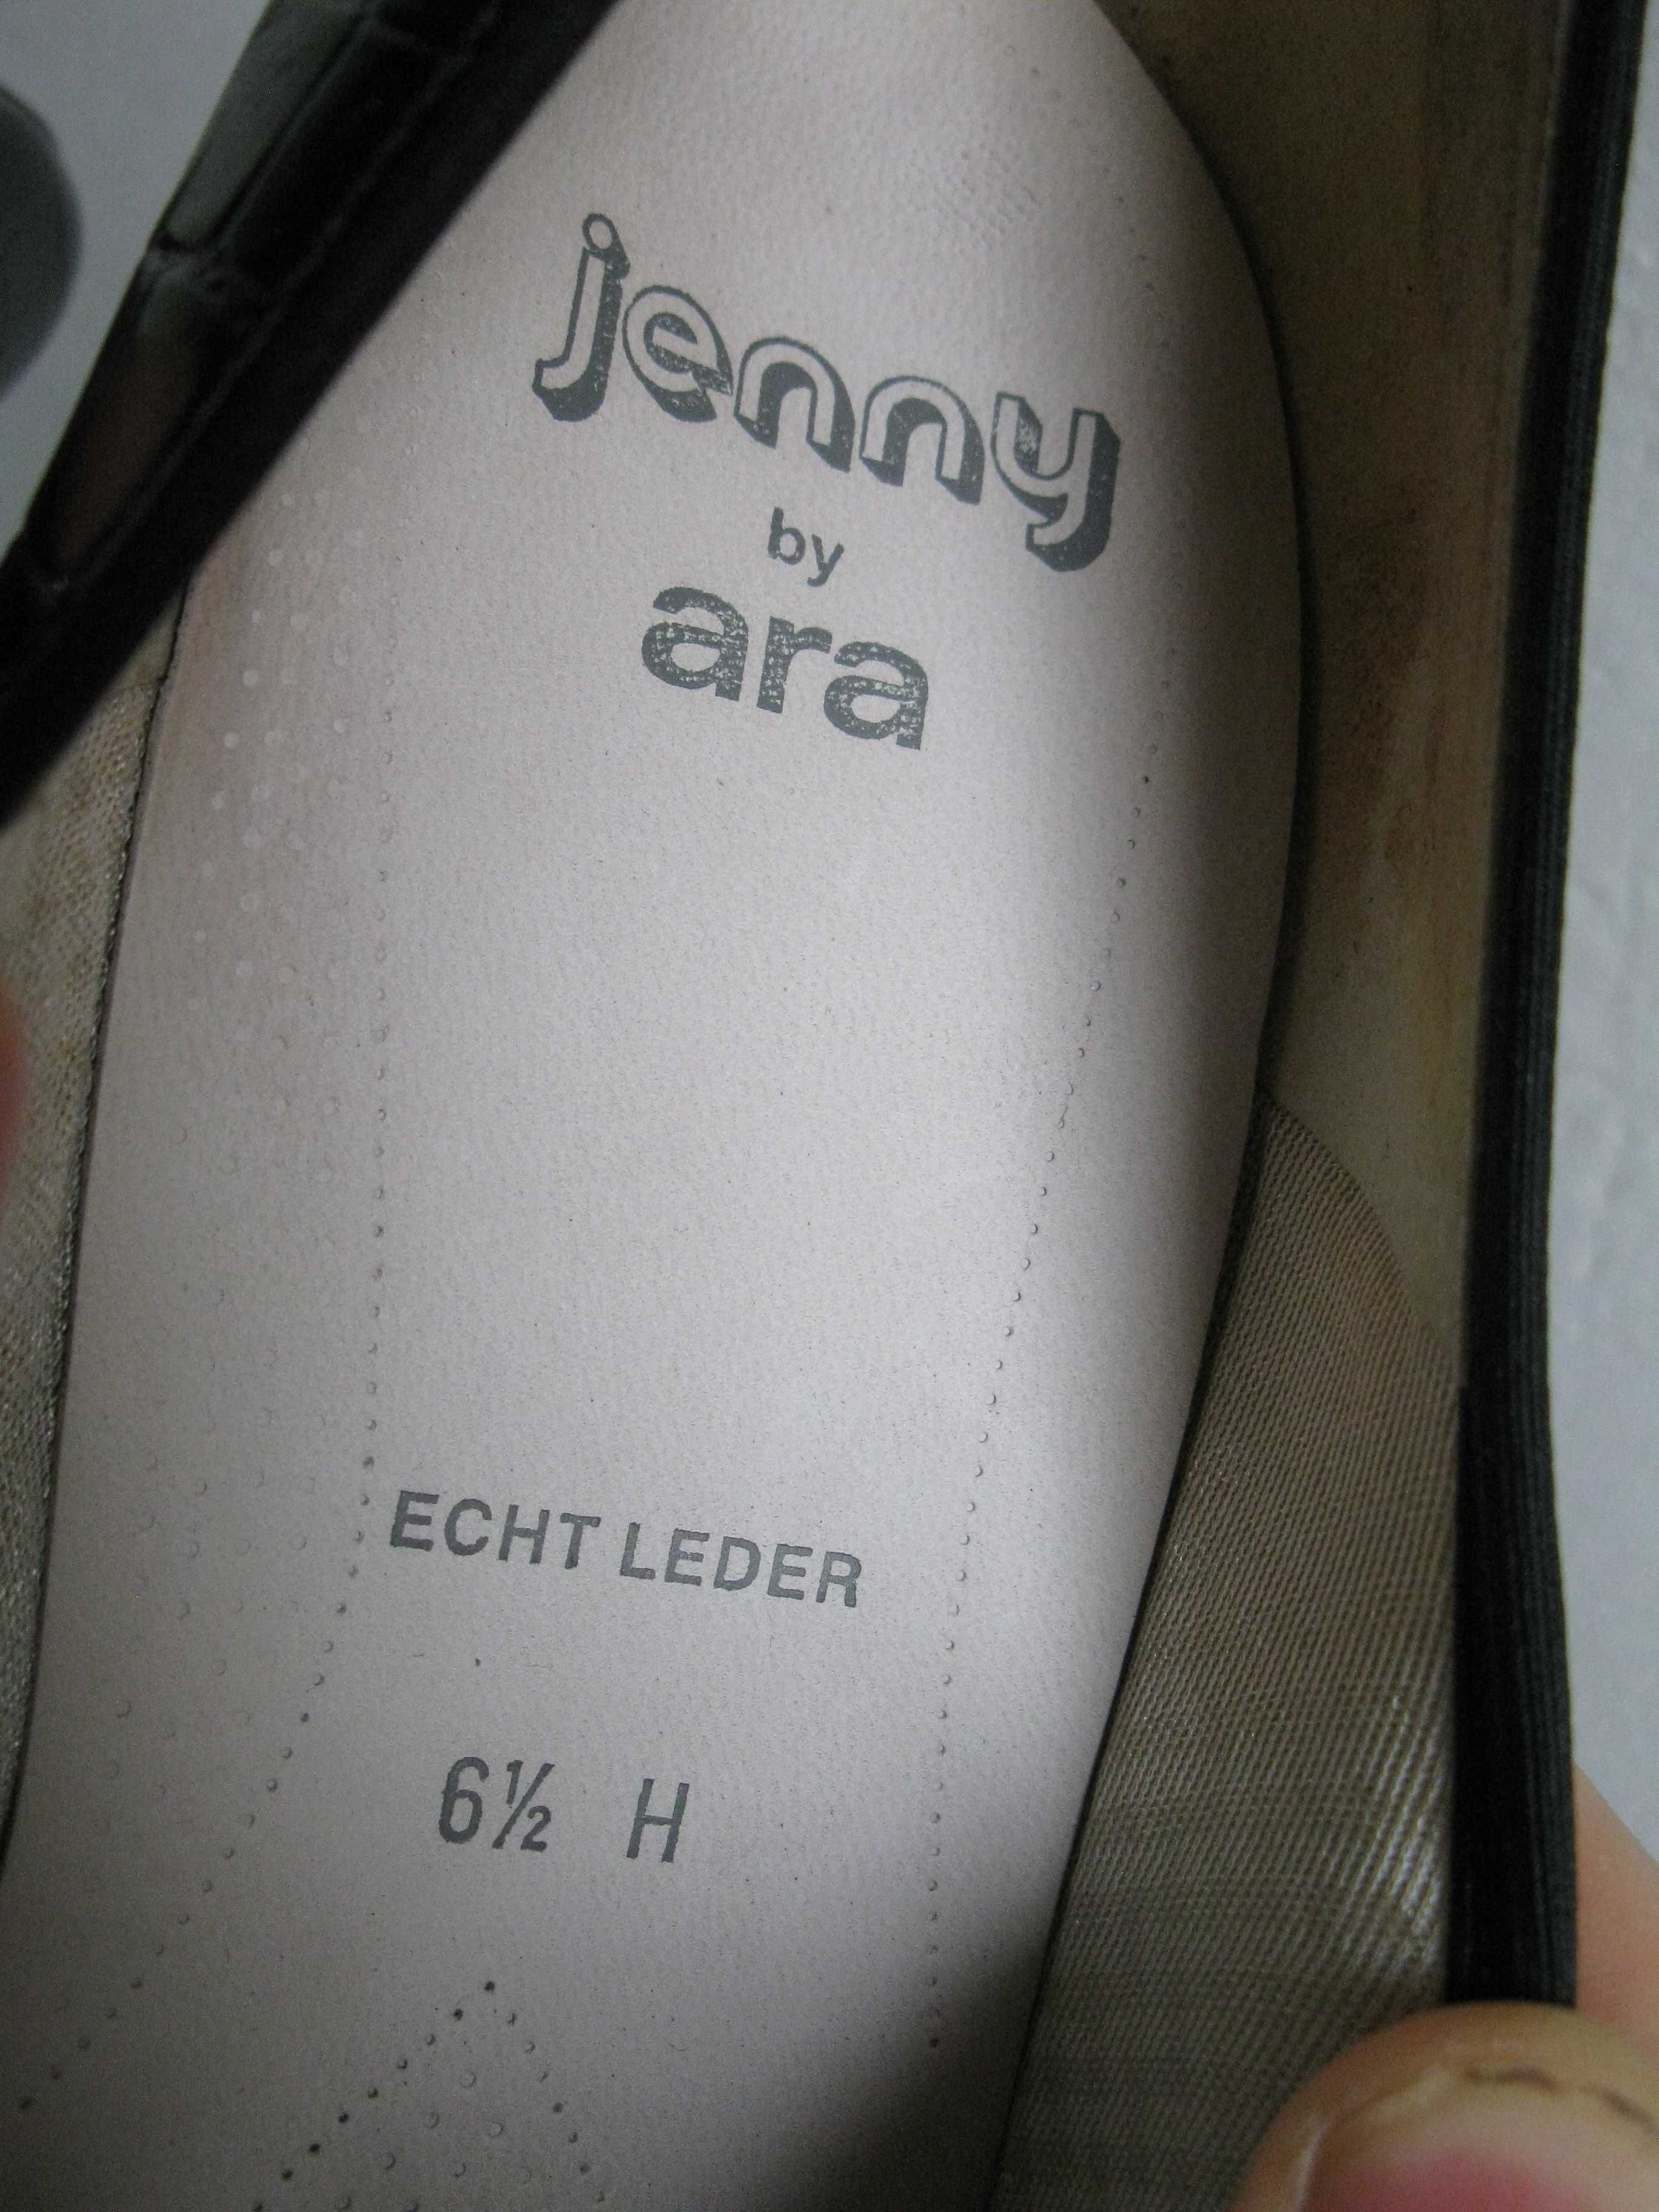 jenny
by
ara
ECHT LEDER
6½ H